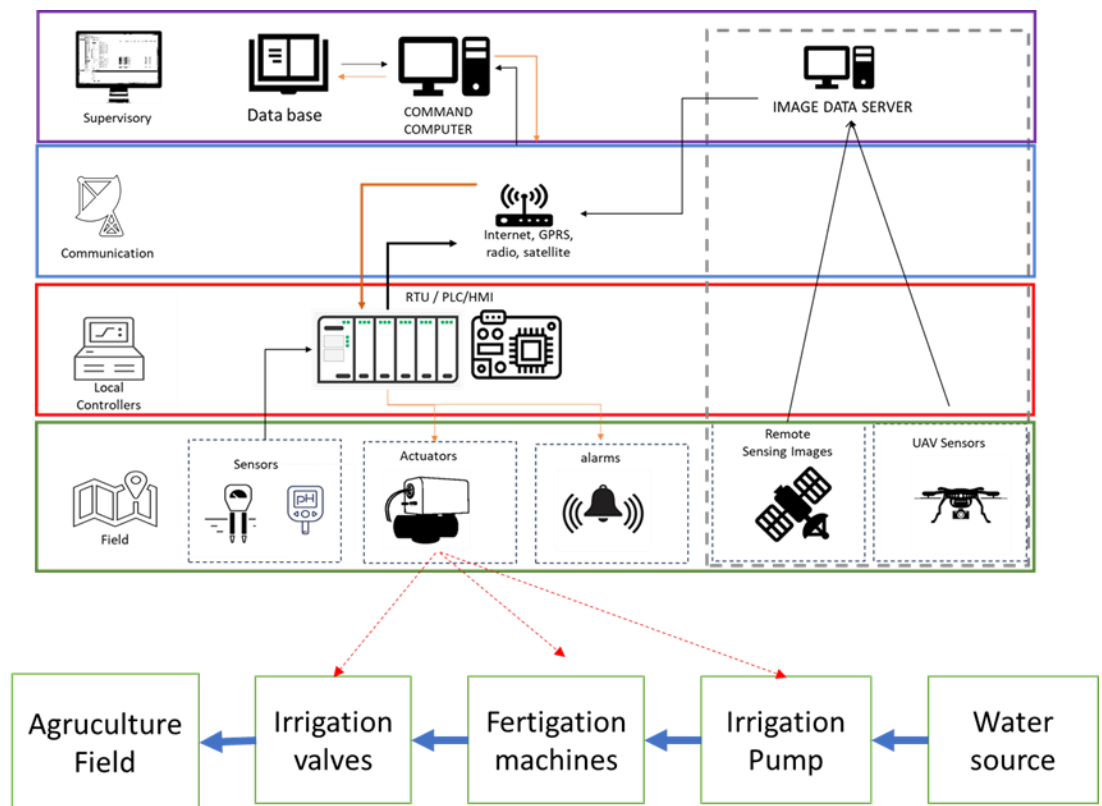 Supervisory
Data base
COMMAND
COMPUTER
IMAGE DATA SERVER
Communication
Internet, GPRS,
radio, satellite
RTU / PLC/HMI
Local
Controllers
Field
Sensors
pH
Actuators
alarms
Remote
Sensing Images
UAV Sensors
Agruculture
Field
Irrigation
valves
Fertigation
machines
Irrigation
Pump
Water
source